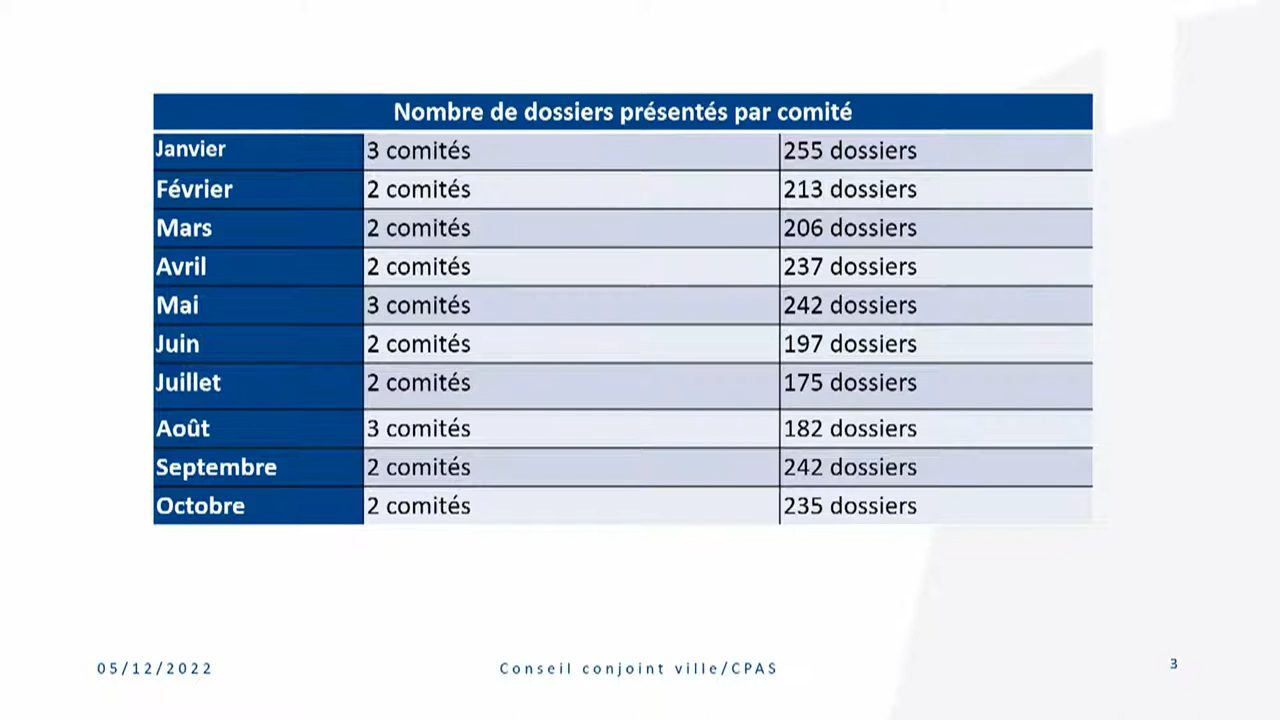 Nombre de dossiers présentés par comité
Janvier 3 comités 255 dossiers
Février 2 comités 213 dossiers
Mars 2 comités 206 dossiers
Avril 2 comités 237 dossiers
Mai 3 comités 242 dossiers
Juin 2 comités 197 dossiers
Juillet 2 comités 175 dossiers
Août 3 comités 182 dossiers
Septembre 2 comités 242 dossiers
Octobre 2 comités 235 dossiers
05/12/2022 Conseil conjoint ville/CPAS 3